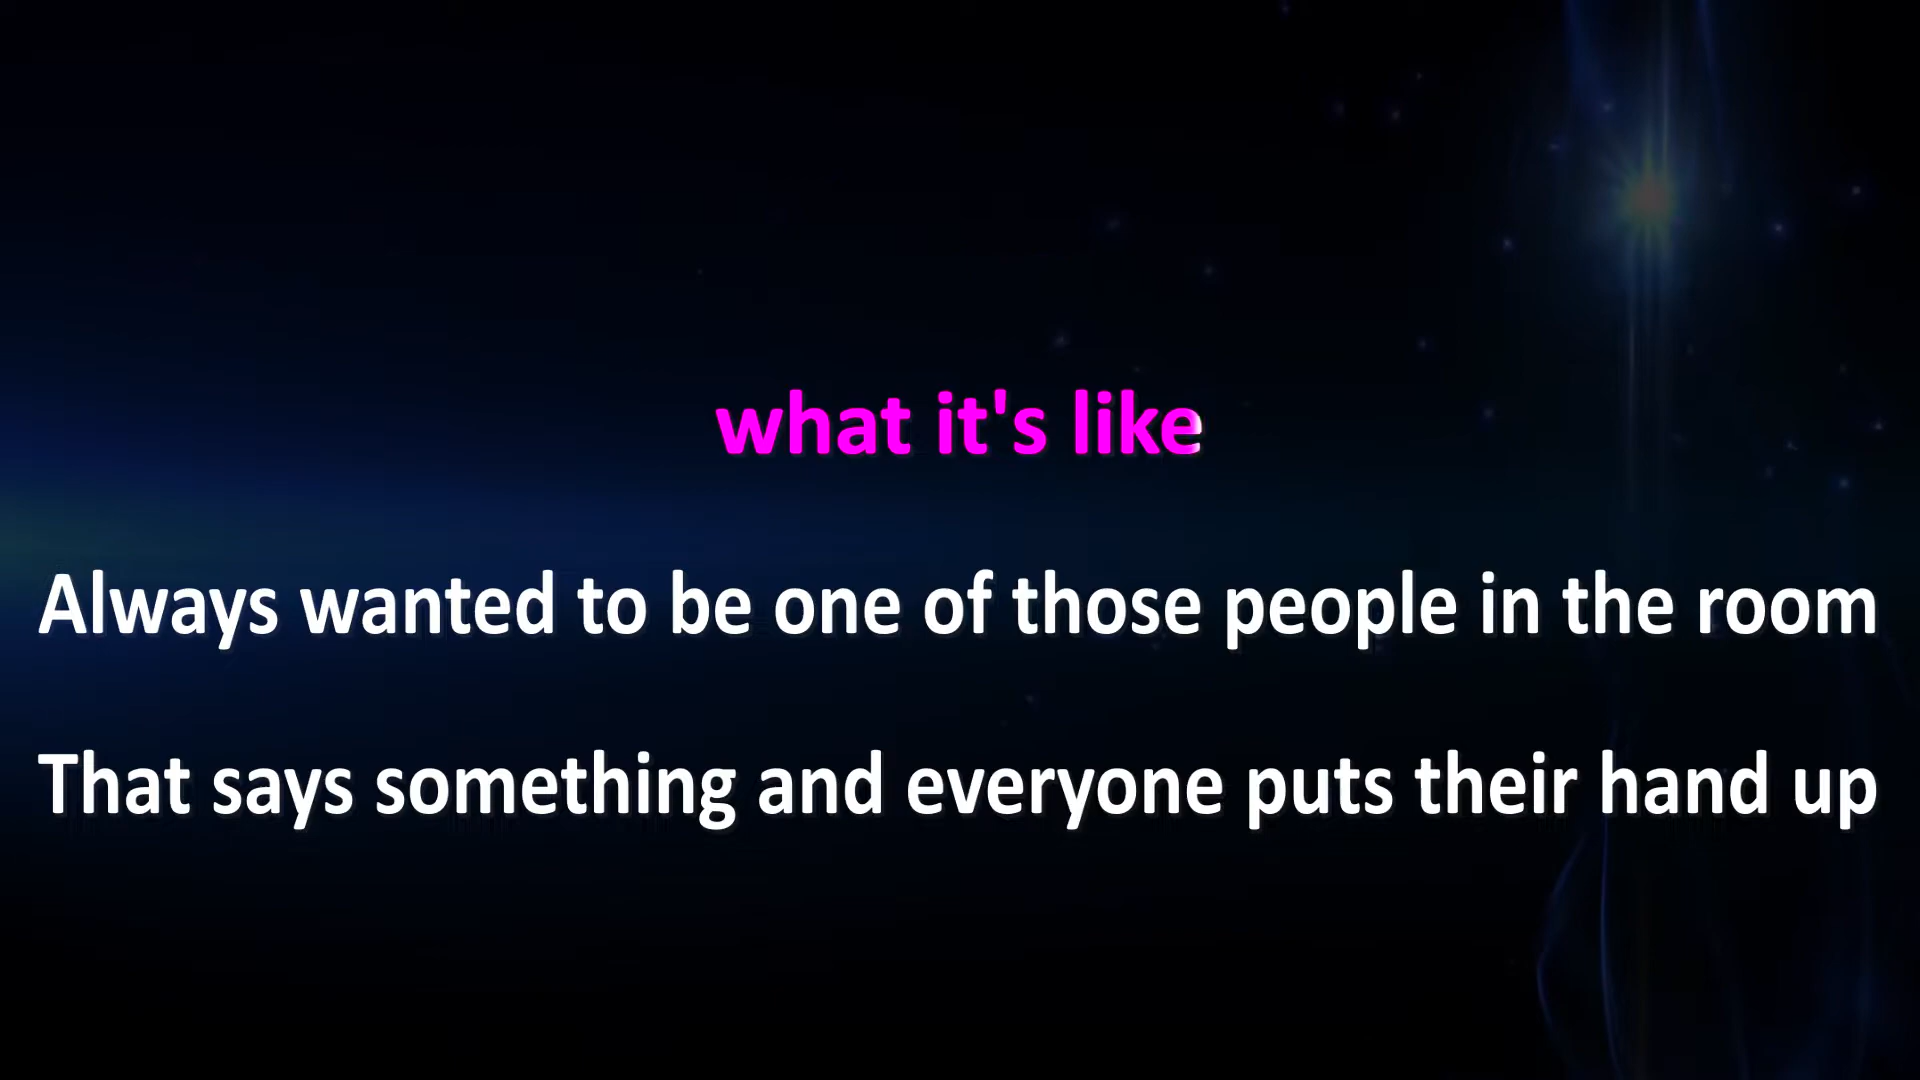 what it's like
Always wanted to be one of those people in the room
That says something and everyone puts their hand up